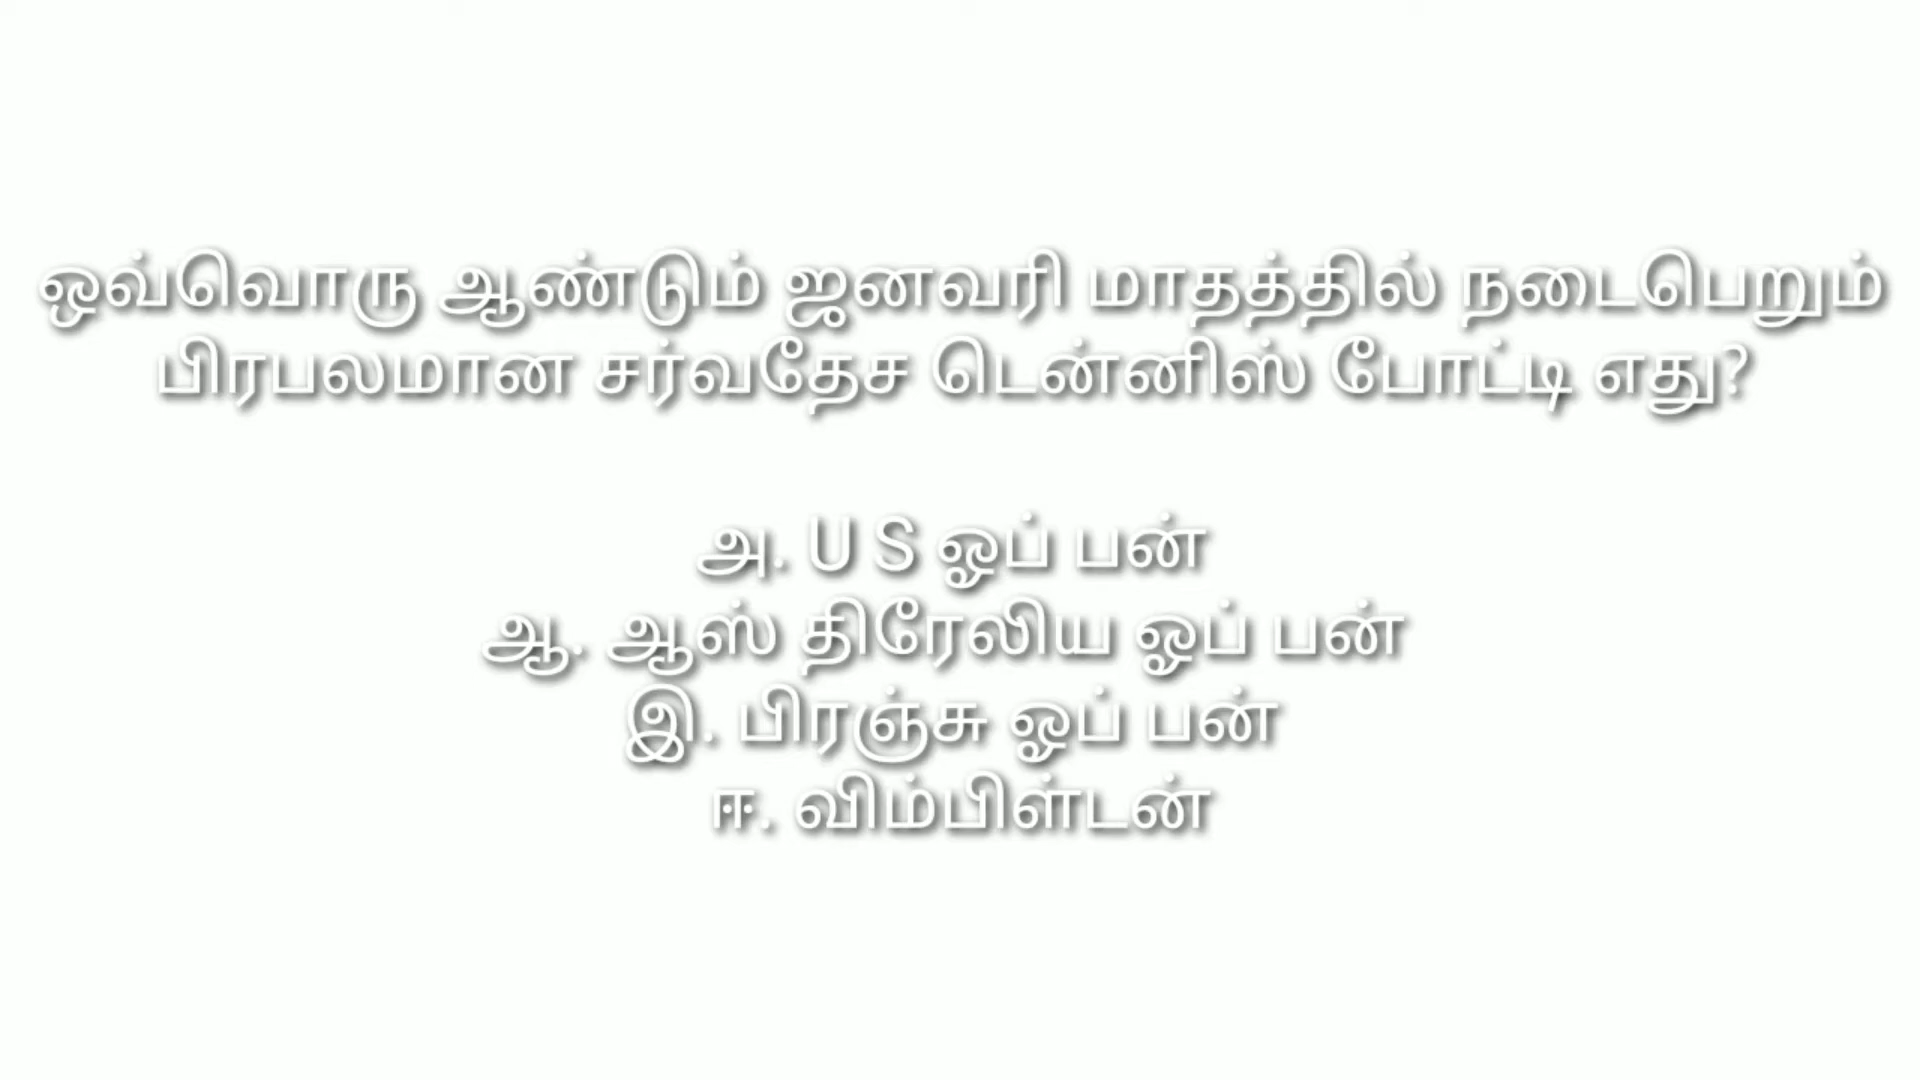 ஒவ்வொரு ஆண்டும் ஜனவரி மாதத்தில் நடைபெறும்
பிரபலமான சர்வதேச டென்னிஸ் போட்டி எது?
அ. U S ஓப் பன்
ஆ. ஆஸ் திரேலிய ஓப் பன்
இ. பிரஞ்சு ஓப் பன்
ஈ. விம்பிள்டன்